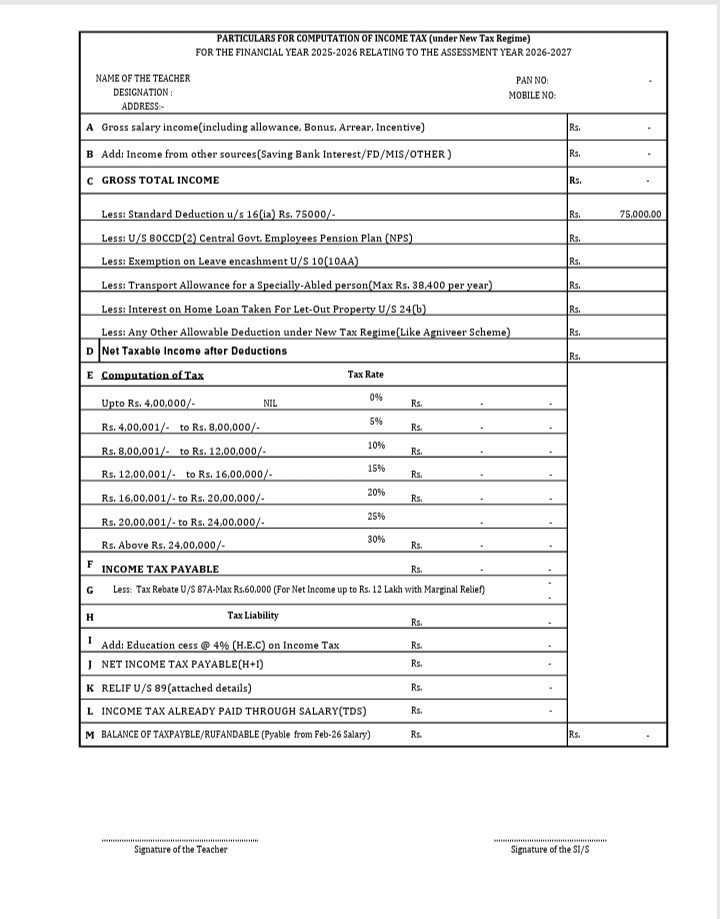 PARTICULARS FOR COMPUTATION OF INCOME TAX (under New Tax Regime)
FOR THE FINANCIAL YEAR 2025-2026 RELATING TO THE ASSESSMENT YEAR 2026-2027
NAME OF THE TEACHER PAN NO: -
DESIGNATION : MOBILE NO:
ADDRESS:-
A Gross salary income(including allowance, Bonus, Arrear, Incentive) Rs. -
B Add: Income from other sources(Saving Bank Interest/FD/MIS/OTHER ) Rs. -
C GROSS TOTAL INCOME Rs. -
Less: Standard Deduction u/s 16(ia) Rs. 75000/- Rs. 75,000.00
Less: U/S 80CCD(2) Central Govt. Employees Pension Plan (NPS) Rs.
Less: Exemption on Leave encashment U/S 10(10AA) Rs.
Less: Transport Allowance for a Specially-Abled person(Max Rs. 38,400 per year) Rs.
Less: Interest on Home Loan Taken For Let-Out Property U/S 24(b) Rs.
Less: Any Other Allowable Deduction under New Tax Regime(Like Agniveer Scheme) Rs.
D Net Taxable Income after Deductions Rs.
E Computation of Tax Tax Rate
Upto Rs. 4,00,000/- NIL 0% Rs. - -
Rs. 4,00,001/- to Rs. 8,00,000/- 5% Rs. - -
Rs. 8,00,001/- to Rs. 12,00,000/- 10% Rs. - -
Rs. 12,00,001/- to Rs. 16,00,000/- 15% Rs. - -
Rs. 16,00,001/- to Rs. 20,00,000/- 20% Rs. - -
Rs. 20,00,001/- to Rs. 24,00,000/- 25% - -
Rs. Above Rs. 24,00,000/- 30% Rs. - -
F INCOME TAX PAYABLE Rs. - -
G Less: Tax Rebate U/S 87A-Max Rs.60,000 (For Net Income up to Rs. 12 Lakh with Marginal Relief) -
-
H Tax Liability Rs. -
I Add: Education cess @ 4% (H.E.C) on Income Tax Rs. -
J NET INCOME TAX PAYABLE(H+I) Rs. -
K RELIF U/S 89(attached details) Rs. -
L INCOME TAX ALREADY PAID THROUGH SALARY(TDS) Rs. -
M BALANCE OF TAXPAYBLE/RUFANDABLE (Pyable from Feb-26 Salary) Rs. Rs. -
Signature of the Teacher Signature of the SI/S